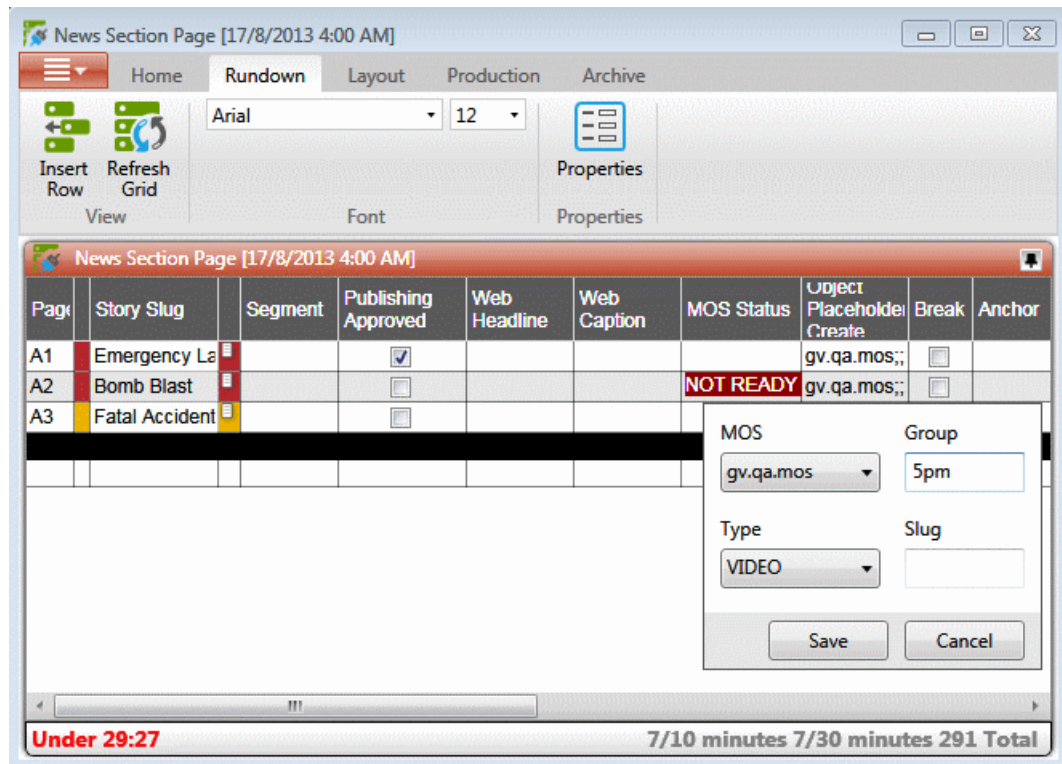 News Section Page [17/8/2013 4:00 AM]
Home Rundown Layout Production Archive
Arial 12
Insert Row Refresh Grid Properties
View Font Properties
News Section Page [17/8/2013 4:00 AM]
Page Story Slug Segment Publishing Approved Web Headline Web Caption MOS Status Object Placeholder Create Break Anchor
A1 Emergency La gv.qa.mos;;
A2 Bomb Blast NOT READY gv.qa.mos;;
A3 Fatal Accident
MOS Group
gv.qa.mos 5pm
Type Slug
VIDEO
Save Cancel
Under 29:27 7/10 minutes 7/30 minutes 291 Total